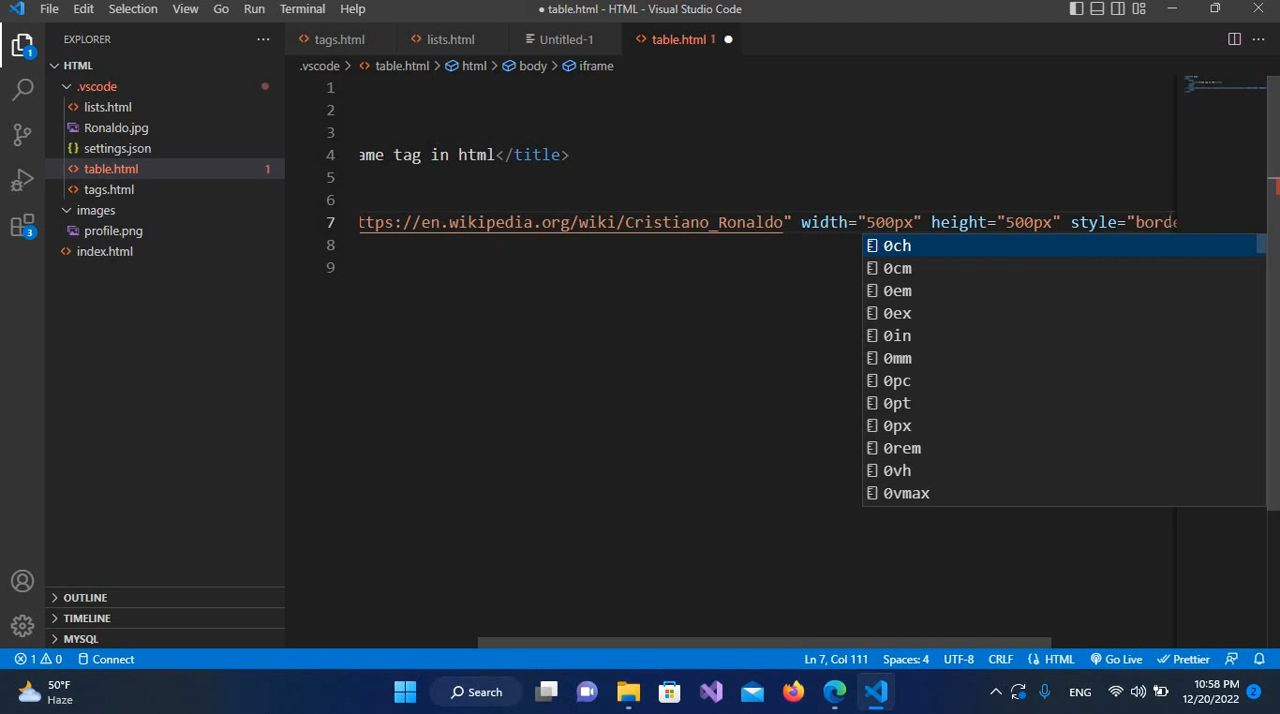 File Edit Selection View Go Run Terminal Help
● table.html - HTML - Visual Studio Code
EXPLORER ...
tags.html
lists.html
Untitled-1
table.html 1 ●
HTML
.vscode > table.html > html > body > iframe
.vscode
lists.html
Ronaldo.jpg
settings.json
table.html 1
tags.html
images
profile.png
index.html
1
2
3
4 ame tag in html</title>
5
6
7 ttps://en.wikipedia.org/wiki/Cristiano_Ronaldo" width="500px" height="500px" style="borde
8
9
0ch
0cm
0em
0ex
0in
0mm
0pc
0pt
0px
0rem
0vh
0vmax
1
3
OUTLINE
TIMELINE
MYSQL
1 0 Connect
Ln 7, Col 111 Spaces: 4 UTF-8 CRLF HTML Go Live Prettier
50°F
Haze
Search
ENG
10:58 PM
12/20/2022
2